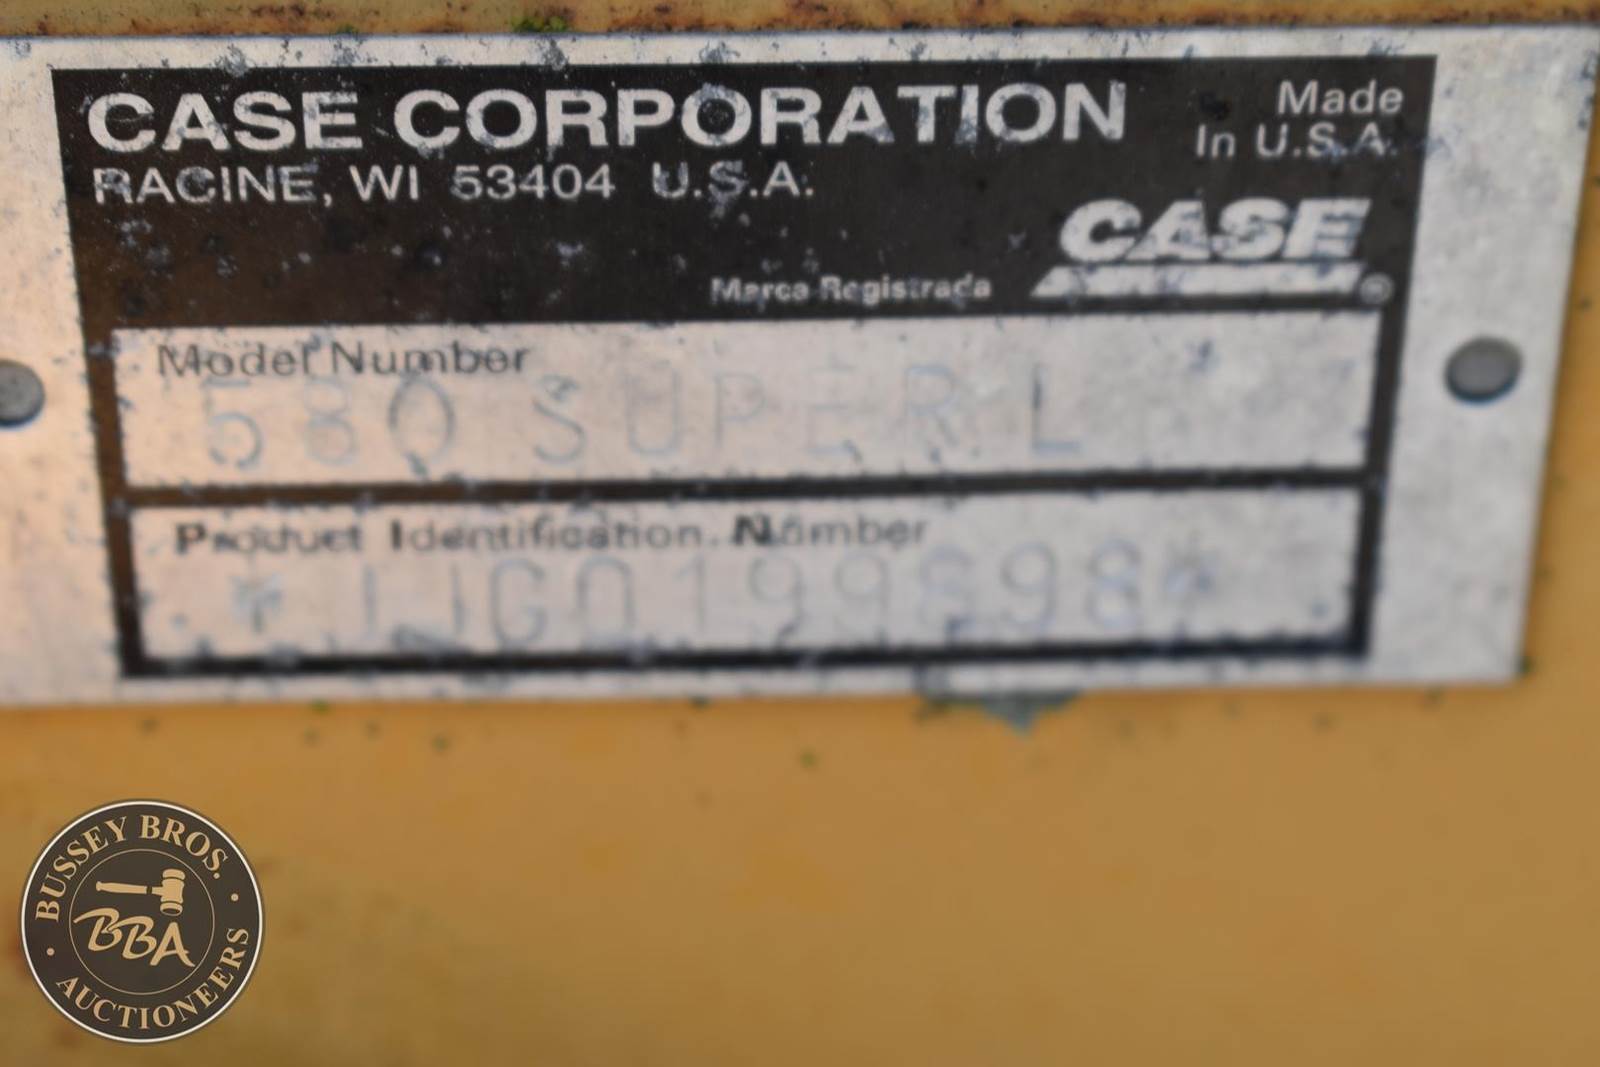 CASE CORPORATION
Made
In U.S.A.
RACINE, WI 53404 U.S.A.
CASE
Marca Registrada ®
Model Number
580 SUPER L
Product Identification Number
BUSSEY BROS.
BBA
AUCTIONEERS